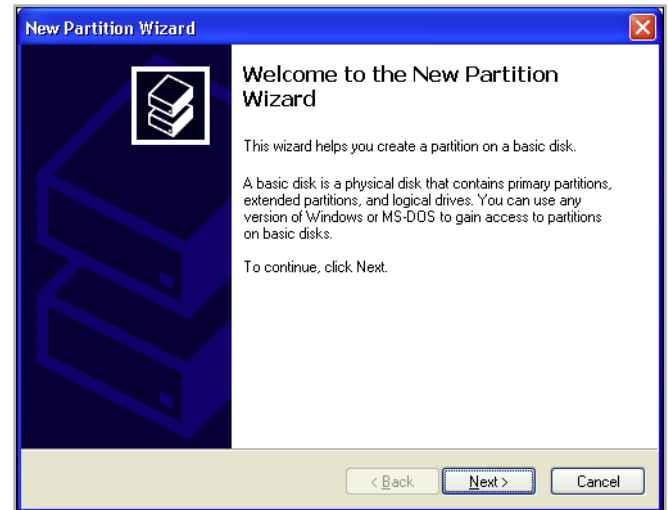 New Partition Wizard
Welcome to the New Partition
Wizard
This wizard helps you create a partition on a basic disk.
A basic disk is a physical disk that contains primary partitions,
extended partitions, and logical drives. You can use any
version of Windows or MS-DOS to gain access to partitions
on basic disks.
To continue, click Next.
< Back
Next >
Cancel